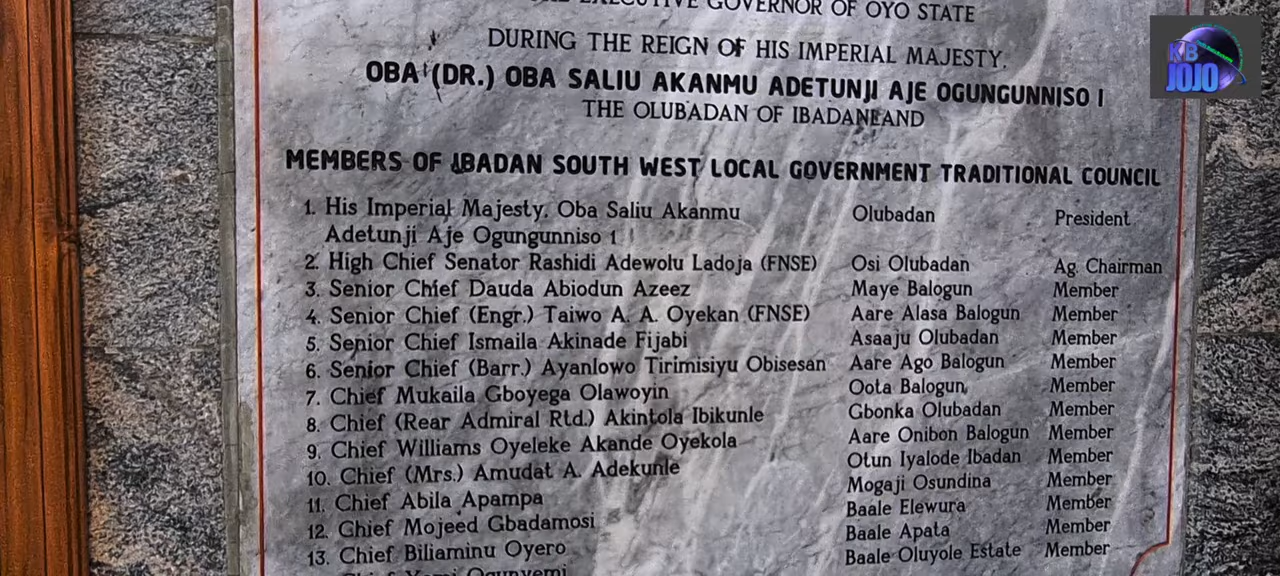 EXECUTIVE GOVERNOR OF OYO STATE
DURING THE REIGN OF HIS IMPERIAL MAJESTY,
OBA (DR.) OBA SALIU AKANMU ADETUNJI AJE OGUNGUNNISO I
THE OLUBADAN OF IBADANLAND
MEMBERS OF IBADAN SOUTH WEST LOCAL GOVERNMENT TRADITIONAL COUNCIL
1. His Imperial Majesty, Oba Saliu Akanmu Olubadan President
Adetunji Aje Ogungunniso 1
2. High Chief Senator Rashidi Adewolu Ladoja (FNSE) Osi Olubadan Ag. Chairman
3. Senior Chief Dauda Abiodun Azeez Maye Balogun Member
4. Senior Chief (Engr.) Taiwo A. A. Oyekan (FNSE) Aare Alasa Balogun Member
5. Senior Chief Ismaila Akinade Fijabi Asaaju Olubadan Member
6. Senior Chief (Barr.) Ayanlowo Tirimisiyu Obisesan Aare Ago Balogun Member
7. Chief Mukaila Gboyega Olawoyin Oota Balogun Member
8. Chief (Rear Admiral Rtd.) Akintola Ibikunle Gbonka Olubadan Member
9. Chief Williams Oyeleke Akande Oyekola Aare Onibon Balogun Member
10. Chief (Mrs.) Amudat A. Adekunle Otun Iyalode Ibadan Member
11. Chief Abila Apampa Mogaji Osundina Member
12. Chief Mojeed Gbadamosi Baale Elewura Member
13. Chief Biliaminu Oyero Baale Apata Member
Chief Yemi Ogunyemi Baale Oluyole Estate Member
KB
JOJO